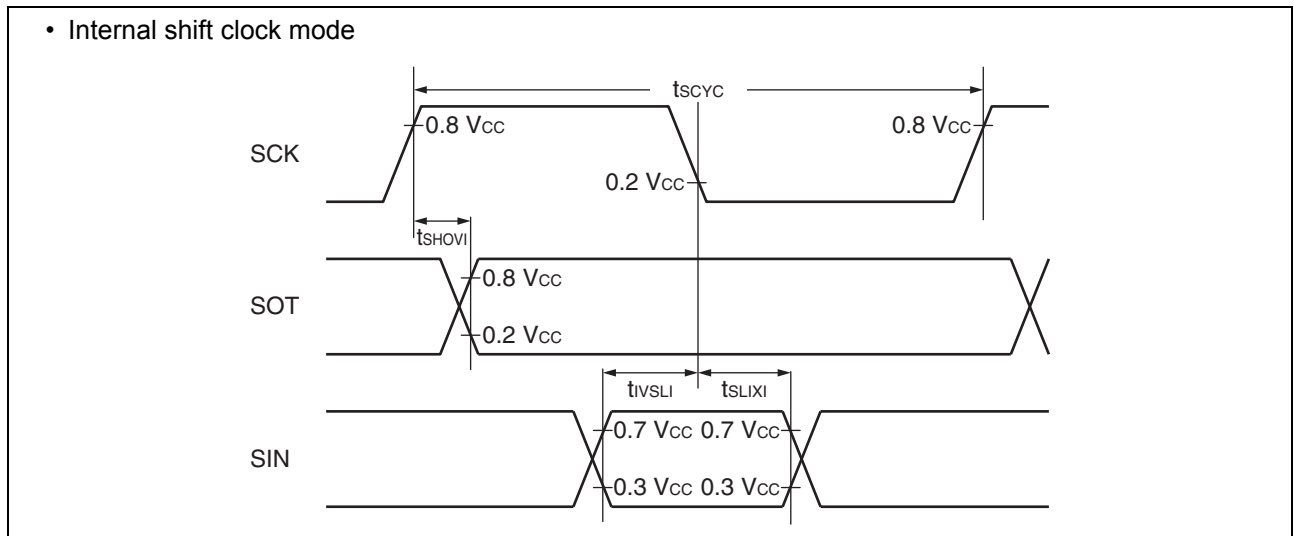 • Internal shift clock mode
tSCYC
SCK
0.8 VCC
0.8 VCC
0.2 VCC
tSHOVI
SOT
0.8 VCC
0.2 VCC
tIVSLI
tSLIXI
SIN
0.7 VCC
0.7 VCC
0.3 VCC
0.3 VCC